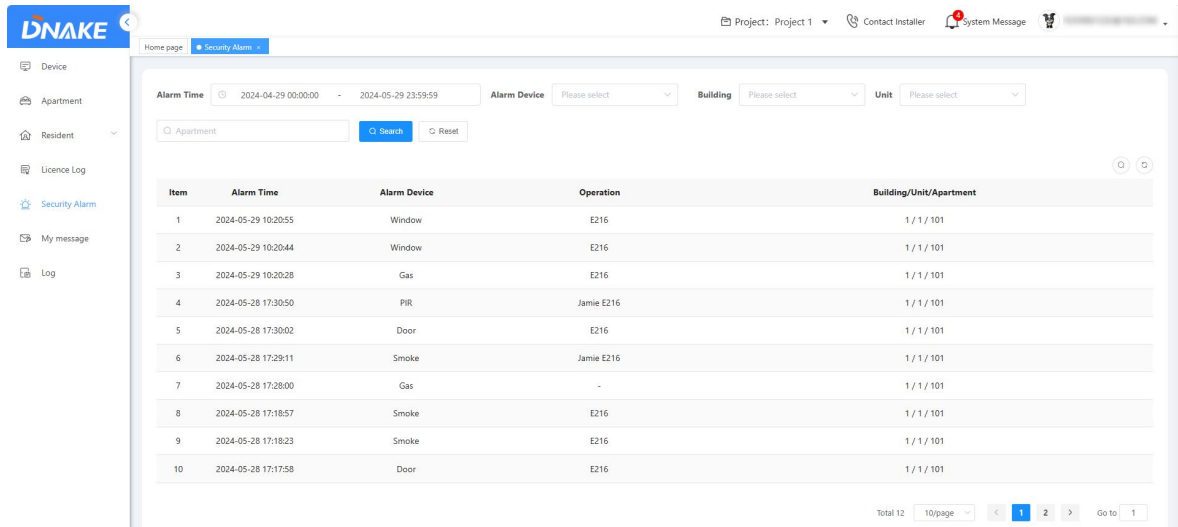 DNAKE
Project: Project 1 Contact Installer 4 System Message
Home page Security Alarm ×
Device
Apartment
Resident
Licence Log
Security Alarm
My message
Log
Alarm Time 2024-04-29 00:00:00 - 2024-05-29 23:59:59 Alarm Device Please select Building Please select Unit Please select
Apartment Search Reset
Item Alarm Time Alarm Device Operation Building/Unit/Apartment
1 2024-05-29 10:20:55 Window E216 1 / 1 / 101
2 2024-05-29 10:20:44 Window E216 1 / 1 / 101
3 2024-05-29 10:20:28 Gas E216 1 / 1 / 101
4 2024-05-28 17:30:50 PIR Jamie E216 1 / 1 / 101
5 2024-05-28 17:30:02 Door E216 1 / 1 / 101
6 2024-05-28 17:29:11 Smoke Jamie E216 1 / 1 / 101
7 2024-05-28 17:28:00 Gas - 1 / 1 / 101
8 2024-05-28 17:18:57 Smoke E216 1 / 1 / 101
9 2024-05-28 17:18:23 Smoke E216 1 / 1 / 101
10 2024-05-28 17:17:58 Door E216 1 / 1 / 101
Total 12 10/page < 1 2 > Go to 1